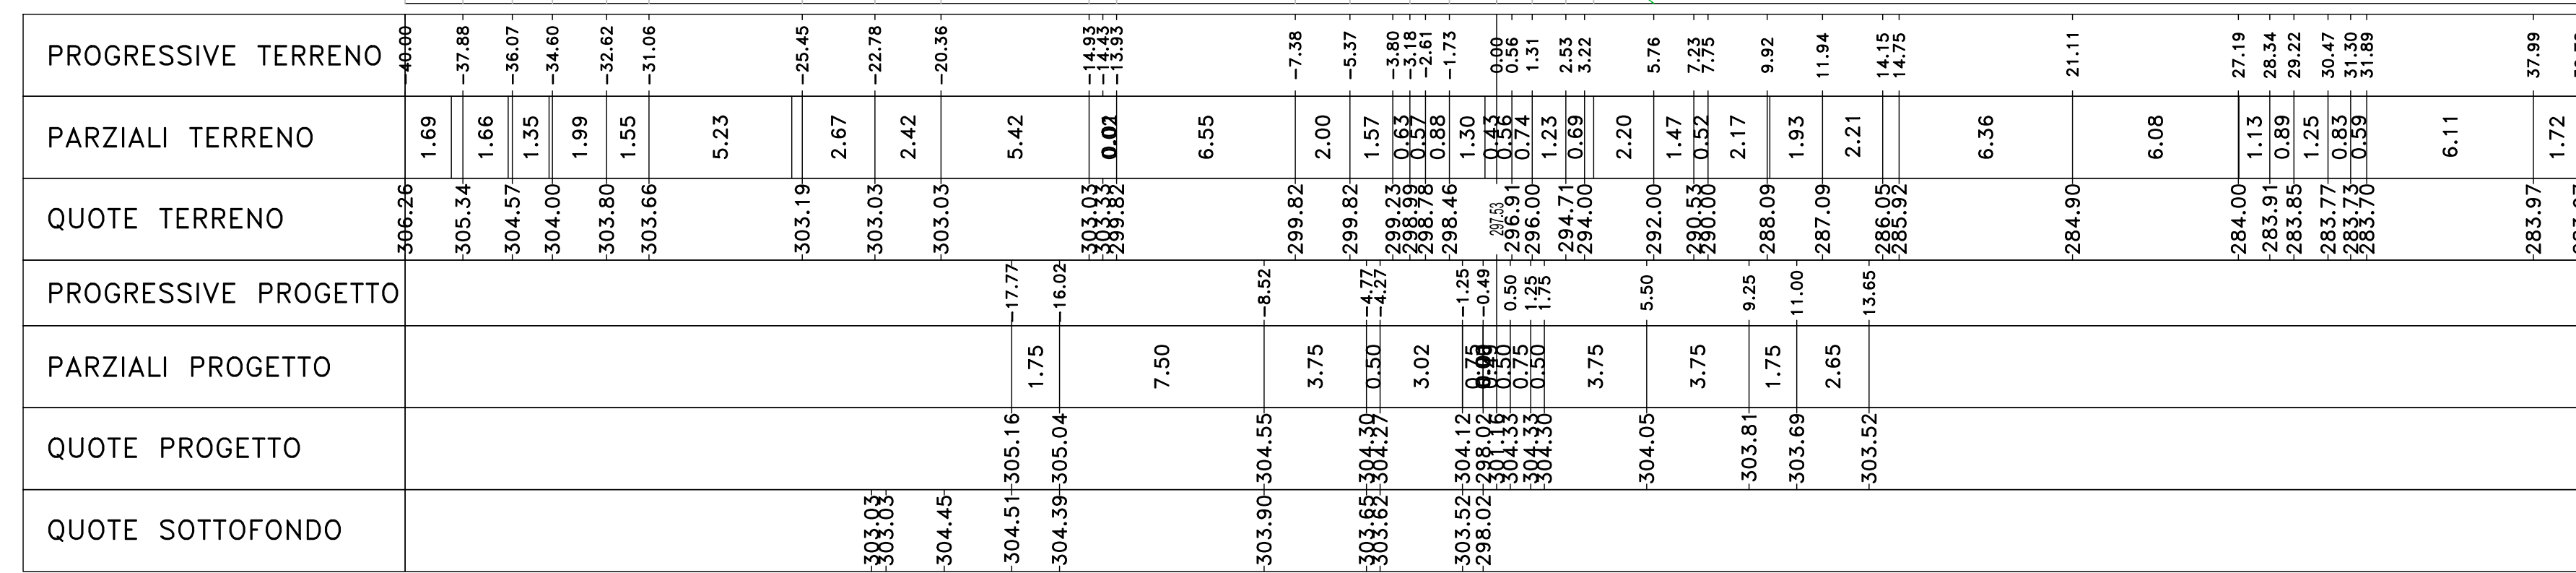 PROGRESSIVE TERRENO -40.00 -37.88 -36.07 -34.60 -32.62 -31.06 -25.45 -22.78 -20.36 -14.93 -14.43 -13.93 -7.38 -5.37 -3.80 -3.18 -2.61 -1.73 0.00 0.56 1.31 2.53 3.22 5.76 7.23 7.75 9.92 11.94 14.15 14.75 21.11 27.19 28.34 29.22 30.47 31.30 31.89 37.99
PARZIALI TERRENO 1.69 1.66 1.35 1.99 1.55 5.23 2.67 2.42 5.42 6.55 2.00 1.57 0.63 0.57 0.88 1.30 0.43 0.56 0.74 1.23 0.69 2.20 1.47 0.52 2.17 1.93 2.21 6.36 6.08 1.13 0.89 1.25 0.83 0.59 6.11 1.72
QUOTE TERRENO 306.26 305.34 304.57 304.00 303.80 303.66 303.19 303.03 303.03 303.03 299.82 299.82 299.82 299.23 298.99 298.78 298.46 297.53 296.91 296.00 294.71 294.00 292.00 290.53 290.00 288.09 287.09 286.05 285.92 284.90 284.00 283.91 283.85 283.77 283.73 283.70 283.97
PROGRESSIVE PROGETTO -17.77 -16.02 -8.52 -4.77 -4.27 -1.25 -0.49 0.50 1.25 1.75 5.50 9.25 11.00 13.65
PARZIALI PROGETTO 1.75 7.50 3.75 0.50 3.02 0.75 0.50 0.75 0.50 3.75 3.75 1.75 2.65
QUOTE PROGETTO 305.16 305.04 304.55 304.30 304.27 304.12 298.02 301.16 304.33 304.33 304.30 304.05 303.81 303.69 303.52
QUOTE SOTTOFONDO 303.03 303.03 304.45 304.51 304.39 303.90 303.65 303.62 303.52 298.02